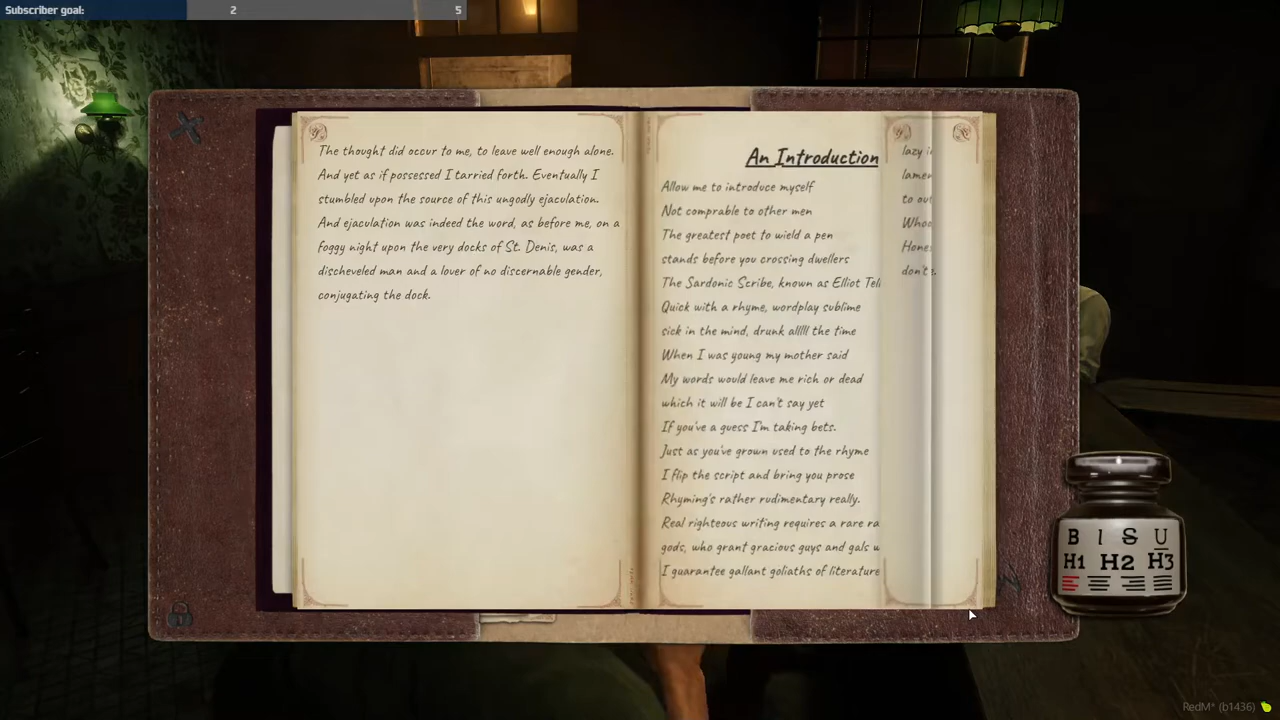 Subscriber goal: 2 5
The thought did occur to me, to leave well enough alone.
And yet as if possessed I tarried forth. Eventually I
stumbled upon the source of this ungodly ejaculation.
And ejaculation was indeed the word, as before me, on a
foggy night upon the very docks of St. Denis, was a
discheveled man and a lover of no discernable gender,
conjugating the dock.
An Introduction
Allow me to introduce myself
Not comprable to other men
The greatest poet to wield a pen
stands before you crossing dwellers
The Sardonic Scribe, known as Elliot
Quick with a rhyme, wordplay sublime
sick in the mind, drunk alllll the time
When I was young my mother said
My words would leave me rich or dead
which it will be I can't say yet
If you've a guess I'm taking bets.
Just as you've grown used to the rhyme
I flip the script and bring you prose
Rhyming's rather rudimentary really.
Real righteous writing requires a rare
gods, who grant gracious guys and gals
I guarantee gallant goliaths of literature
lazy
to
B I S U
H1 H2 H3
RedM* (b1436)